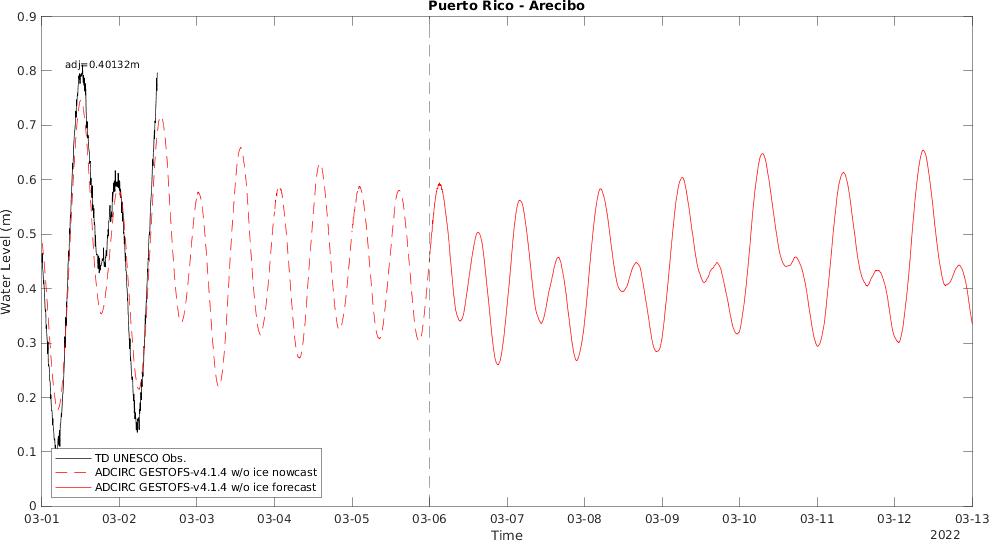 Puerto Rico - Arecibo
0.9
0.8
0.7
0.6
0.5
0.4
0.3
0.2
0.1
0
Water Level (m)
adj=0.40132m
TD UNESCO Obs.
ADCIRC GESTOFS-v4.1.4 w/o ice nowcast
ADCIRC GESTOFS-v4.1.4 w/o ice forecast
03-01 03-02 03-03 03-04 03-05 03-06 03-07 03-08 03-09 03-10 03-11 03-12 03-13
Time
2022